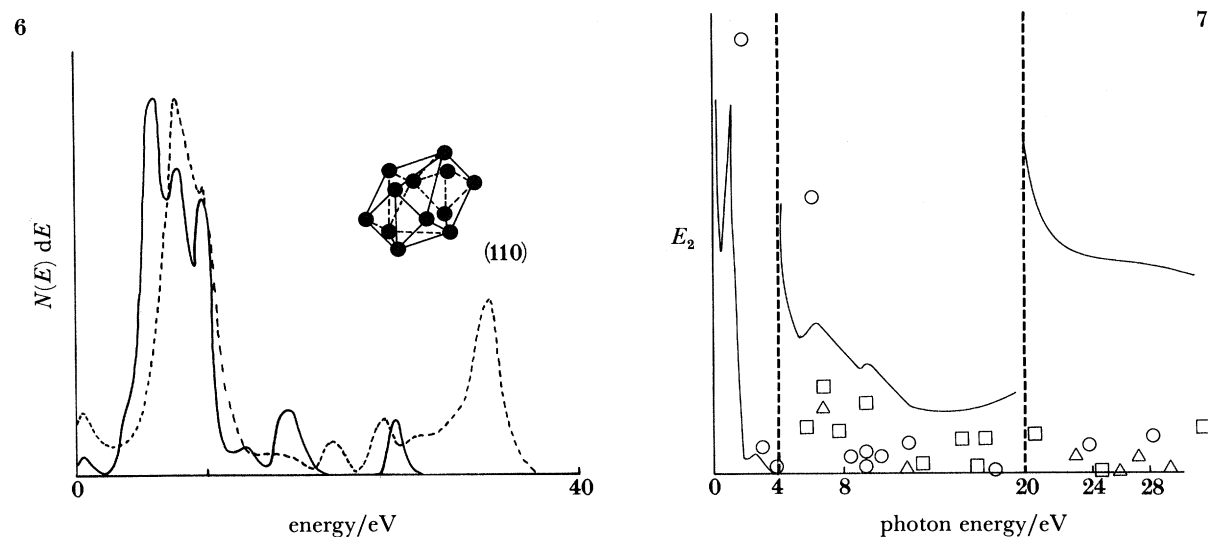 6
N(E) dE
(110)
0
40
energy/eV
7
E₂
0
4
8
20
24
28
photon energy/eV